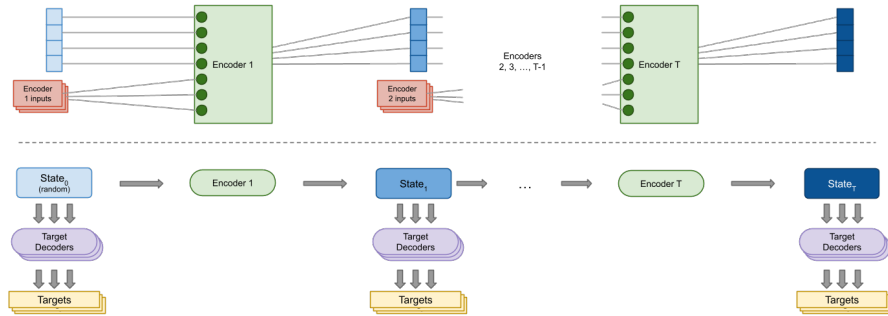 Encoder 1
Encoders
2, 3, ..., T-1
Encoder T
Encoder
1 inputs
Encoder
2 inputs
State₀
(random)
Encoder 1
State₁
...
Encoder T
State_T
Target
Decoders
Target
Decoders
Target
Decoders
Targets
Targets
Targets